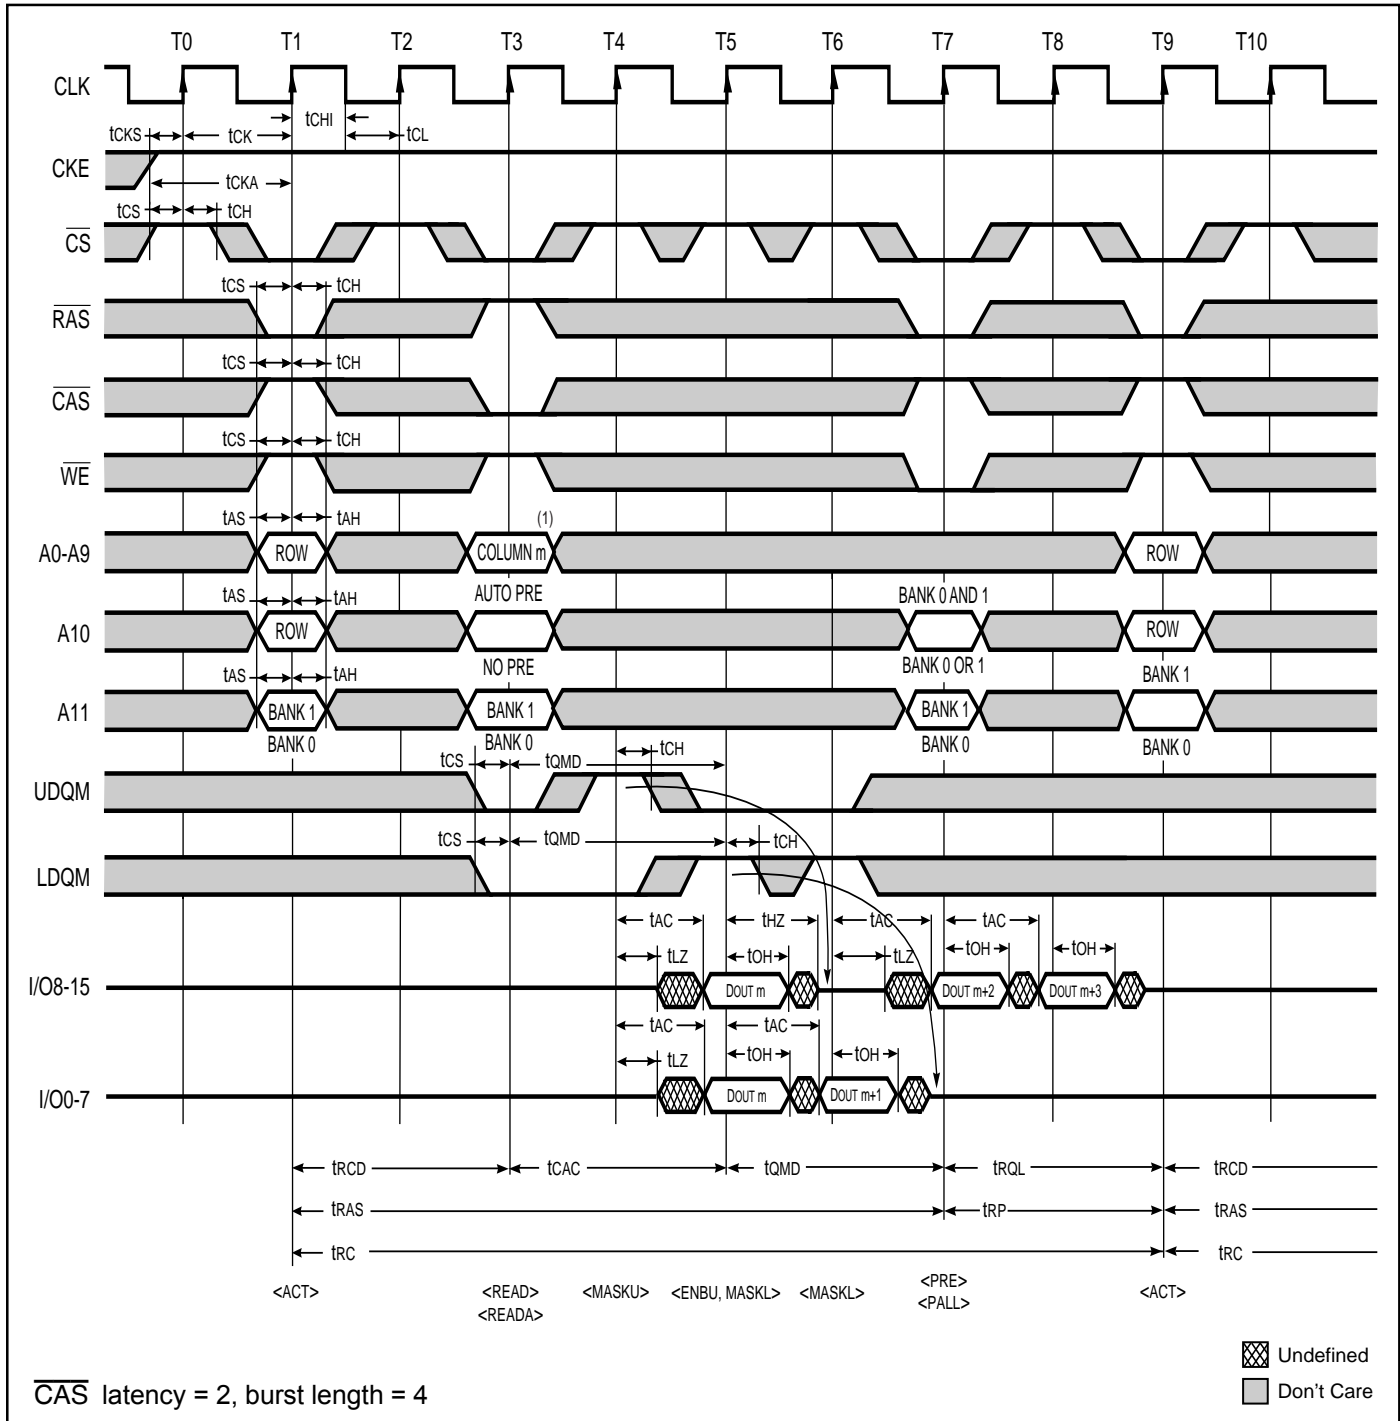 T0 T1 T2 T3 T4 T5 T6 T7 T8 T9 T10
CLK
tCHI
tCKS tCK tCL
CKE
tCKA
tCS tCH
CS
tCS tCH
RAS
tCS tCH
CAS
tCS tCH
WE
tAS tAH (1)
A0-A9 ROW COLUMN m ROW
tAS tAH AUTO PRE BANK 0 AND 1
A10 ROW ROW
NO PRE BANK 0 OR 1 BANK 1
tAS tAH
A11 BANK 1 BANK 1 BANK 1
BANK 0 BANK 0 BANK 0 BANK 0
tCS tQMD tCH
UDQM
tCS tQMD tCH
LDQM
tAC tHZ tAC tAC
tLZ tOH tLZ tOH tOH
I/O8-15 DOUT m DOUT m+2 DOUT m+3
tAC tAC
tLZ tOH tOH
I/O0-7 DOUT m DOUT m+1
tRCD tCAC tQMD tRQL tRCD
tRAS tRP tRAS
tRC tRC
<ACT> <READ> <MASKU> <ENBU, MASKL> <MASKL> <PRE> <ACT>
<READA> <PALL>
Undefined
Don't Care
CAS latency = 2, burst length = 4